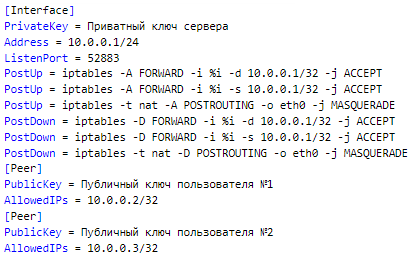 [Interface]
PrivateKey = Приватный ключ сервера
Address = 10.0.0.1/24
ListenPort = 52883
PostUp = iptables -A FORWARD -i %i -d 10.0.0.1/32 -j ACCEPT
PostUp = iptables -A FORWARD -i %i -s 10.0.0.1/32 -j ACCEPT
PostUp = iptables -t nat -A POSTROUTING -o eth0 -j MASQUERADE
PostDown = iptables -D FORWARD -i %i -d 10.0.0.1/32 -j ACCEPT
PostDown = iptables -D FORWARD -i %i -s 10.0.0.1/32 -j ACCEPT
PostDown = iptables -t nat -D POSTROUTING -o eth0 -j MASQUERADE
[Peer]
PublicKey = Публичный ключ пользователя №1
AllowedIPs = 10.0.0.2/32
[Peer]
PublicKey = Публичный ключ пользователя №2
AllowedIPs = 10.0.0.3/32